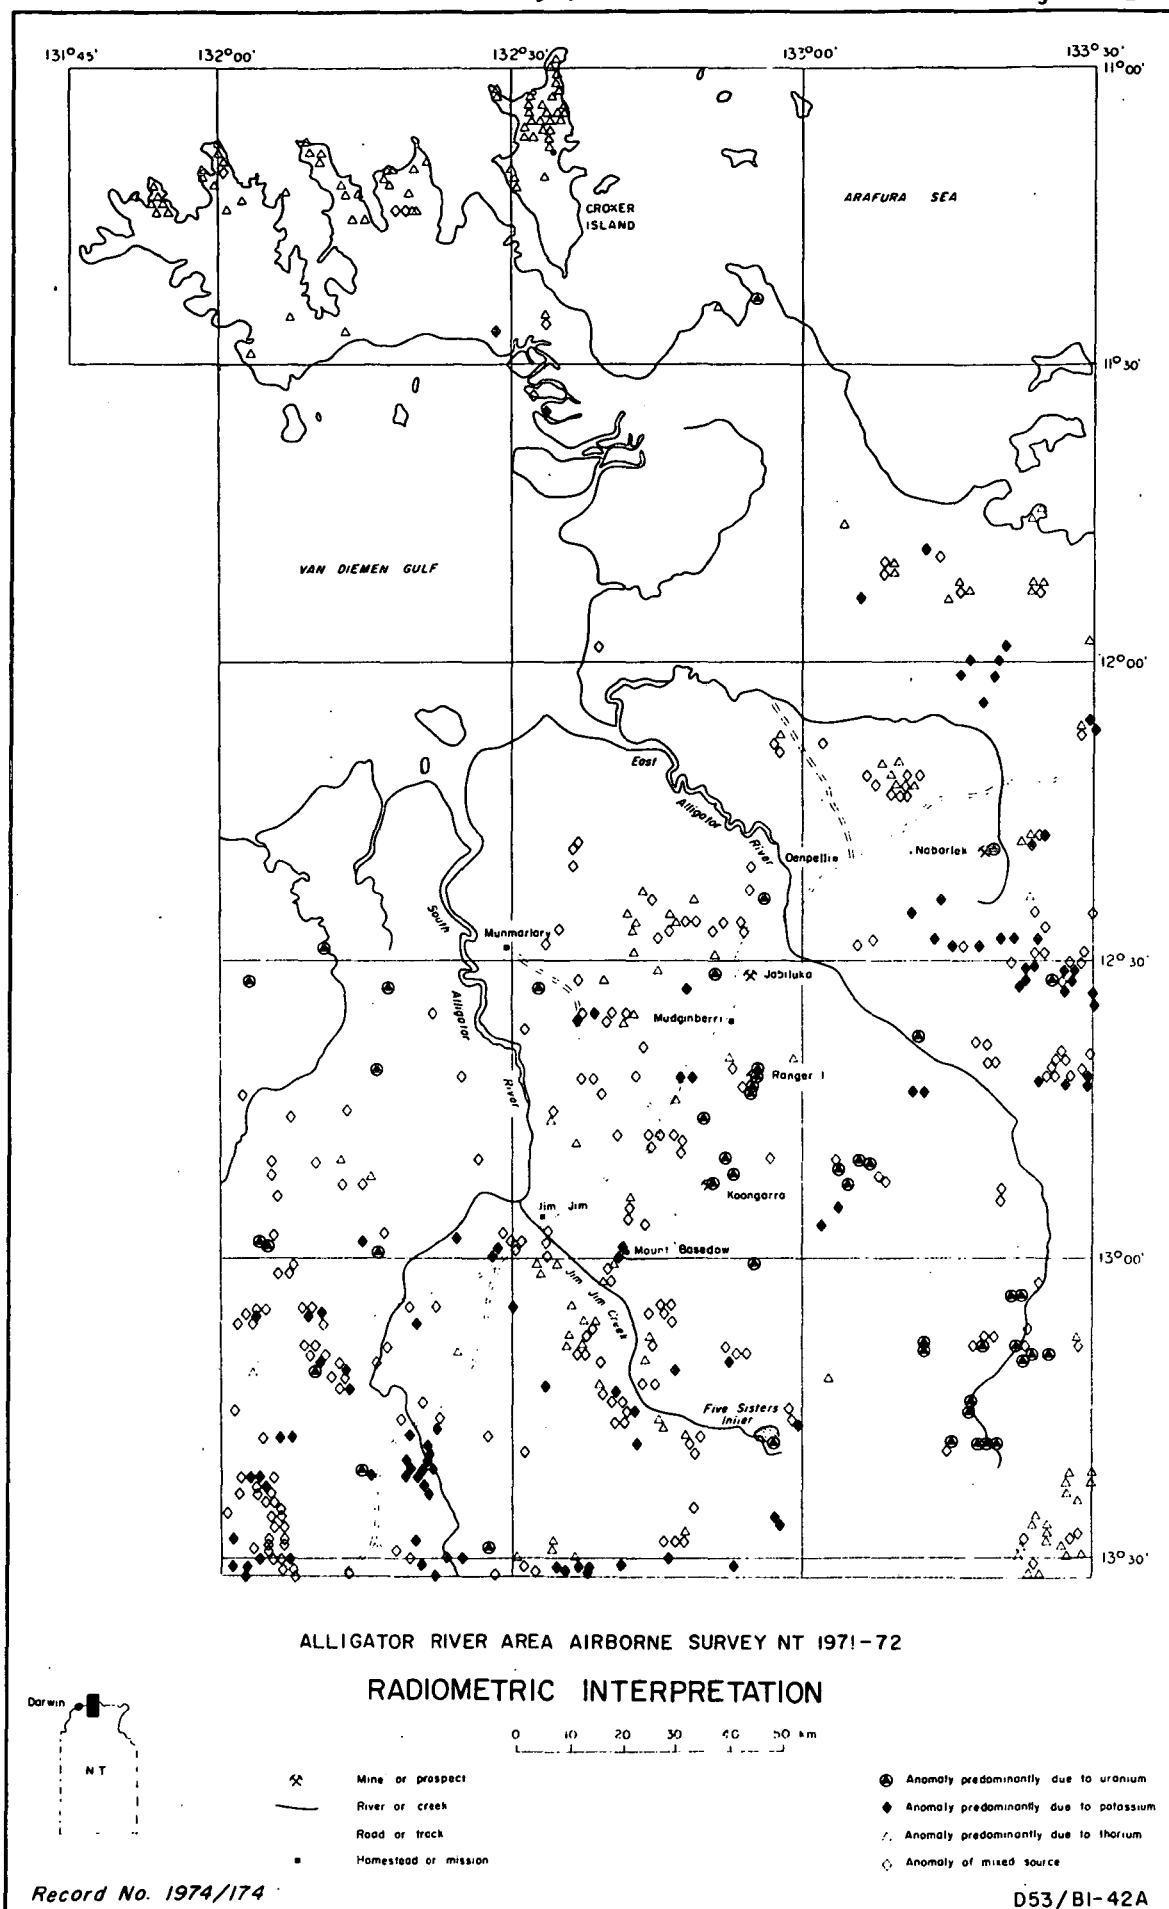 131°45'
132°00'
132°30'
133°00'
133°30'
11°00'
ARAFURA SEA
CROKER
ISLAND
11°30'
VAN DIEMEN GULF
12°00'
East
Alligator
River
Oenpelli
Nabarlek
South
Munmarlary
12°30'
Jabiluka
Alligator
Mudginberri
Ranger 1
River
Koongarra
Jim Jim
Mount Basedow
13°00'
Jim Jim Creek
Five Sisters
Inlier
13°30'
ALLIGATOR RIVER AREA AIRBORNE SURVEY NT 1971-72
RADIOMETRIC INTERPRETATION
Darwin
NT
0 10 20 30 40 50 km
Mine or prospect
River or creek
Road or track
Homestead or mission
Anomaly predominantly due to uranium
Anomaly predominantly due to potassium
Anomaly predominantly due to thorium
Anomaly of mixed source
Record No. 1974/174
D53/B1-42A